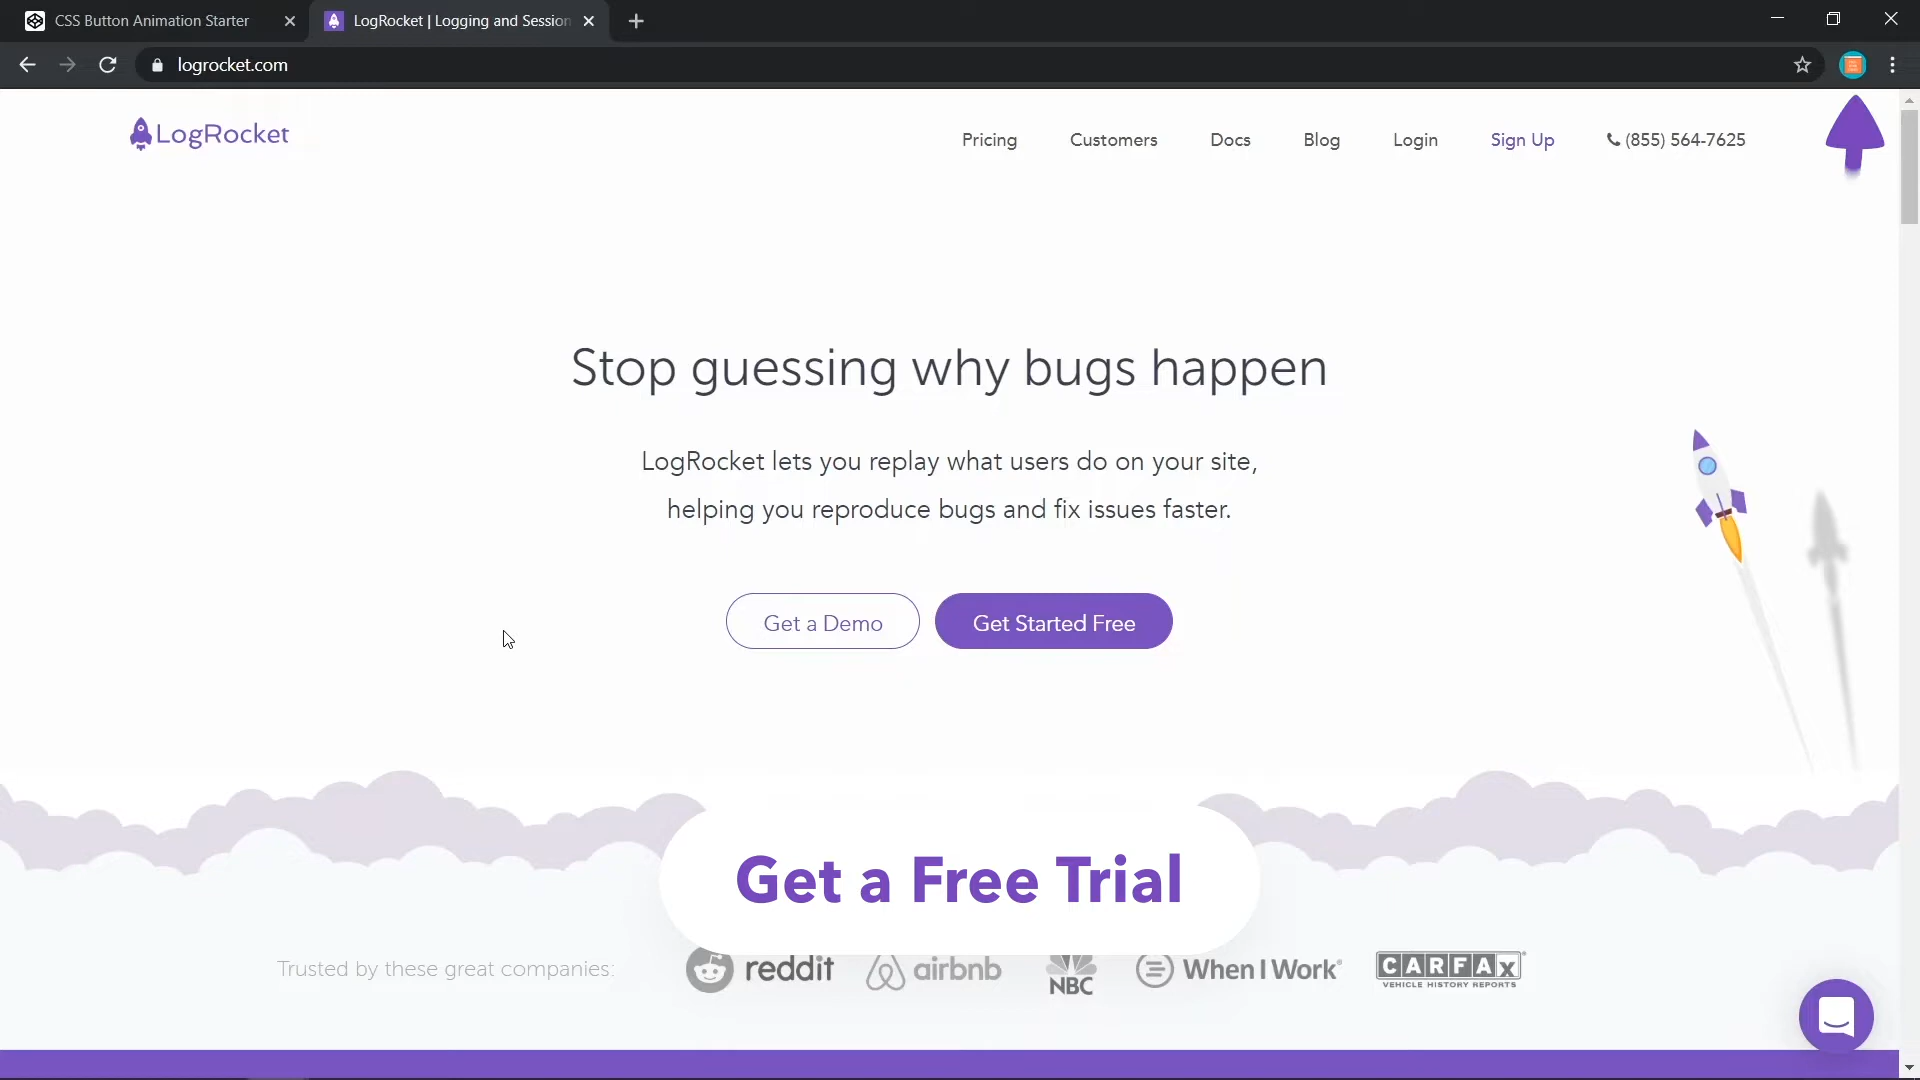 CSS Button Animation Starter
LogRocket | Logging and Session
logrocket.com
LogRocket
Pricing
Customers
Docs
Blog
Login
Sign Up
(855) 564-7625
Stop guessing why bugs happen
LogRocket lets you replay what users do on your site,
helping you reproduce bugs and fix issues faster.
Get a Demo
Get Started Free
Get a Free Trial
Trusted by these great companies:
reddit
airbnb
NBC
When I Work
CARFAX
VEHICLE HISTORY REPORTS